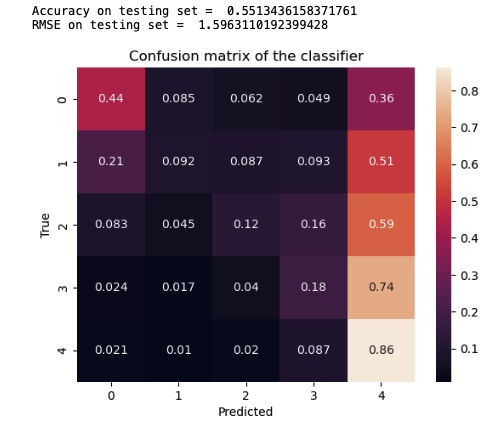 Accuracy on testing set =  0.5513436158371761
RMSE on testing set =  1.5963110192399428
Confusion matrix of the classifier
0 0.44 0.085 0.062 0.049 0.36
1 0.21 0.092 0.087 0.093 0.51
2 0.083 0.045 0.12 0.16 0.59
3 0.024 0.017 0.04 0.18 0.74
4 0.021 0.01 0.02 0.087 0.86
True
0 1 2 3 4
Predicted
0.8
0.7
0.6
0.5
0.4
0.3
0.2
0.1